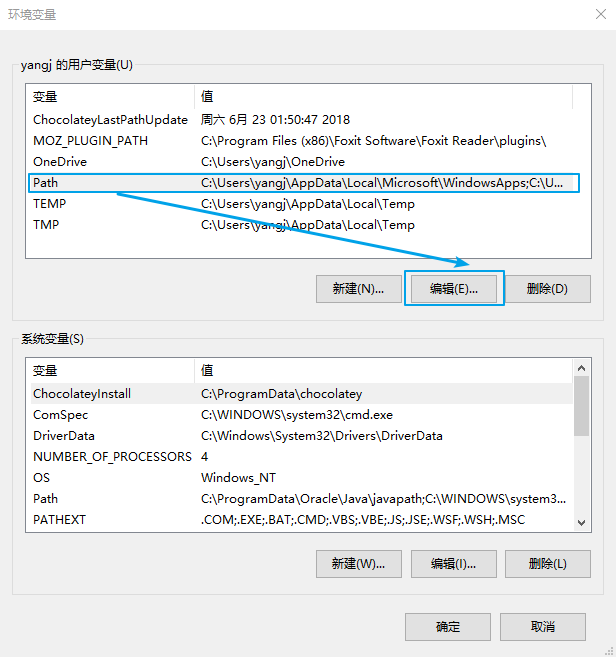 环境变量
yangj 的用户变量(U)
变量 值
ChocolateyLastPathUpdate 周六 6月 23 01:50:47 2018
MOZ_PLUGIN_PATH C:\Program Files (x86)\Foxit Software\Foxit Reader\plugins\
OneDrive C:\Users\yangj\OneDrive
Path C:\Users\yangj\AppData\Local\Microsoft\WindowsApps;C:\U...
TEMP C:\Users\yangj\AppData\Local\Temp
TMP C:\Users\yangj\AppData\Local\Temp
新建(N)... 编辑(E)... 删除(D)
系统变量(S)
变量 值
ChocolateyInstall C:\ProgramData\chocolatey
ComSpec C:\WINDOWS\system32\cmd.exe
DriverData C:\Windows\System32\Drivers\DriverData
NUMBER_OF_PROCESSORS 4
OS Windows_NT
Path C:\ProgramData\Oracle\Java\javapath;C:\WINDOWS\system3...
PATHEXT .COM;.EXE;.BAT;.CMD;.VBS;.VBE;.JS;.JSE;.WSF;.WSH;.MSC
新建(W)... 编辑(I)... 删除(L)
确定 取消